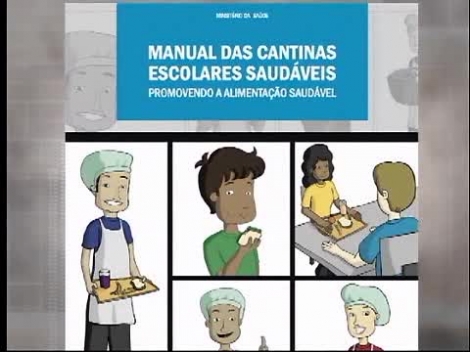 MINISTÉRIO DA SAÚDE
MANUAL DAS CANTINAS
ESCOLARES SAUDÁVEIS
PROMOVENDO A ALIMENTAÇÃO SAUDÁVEL